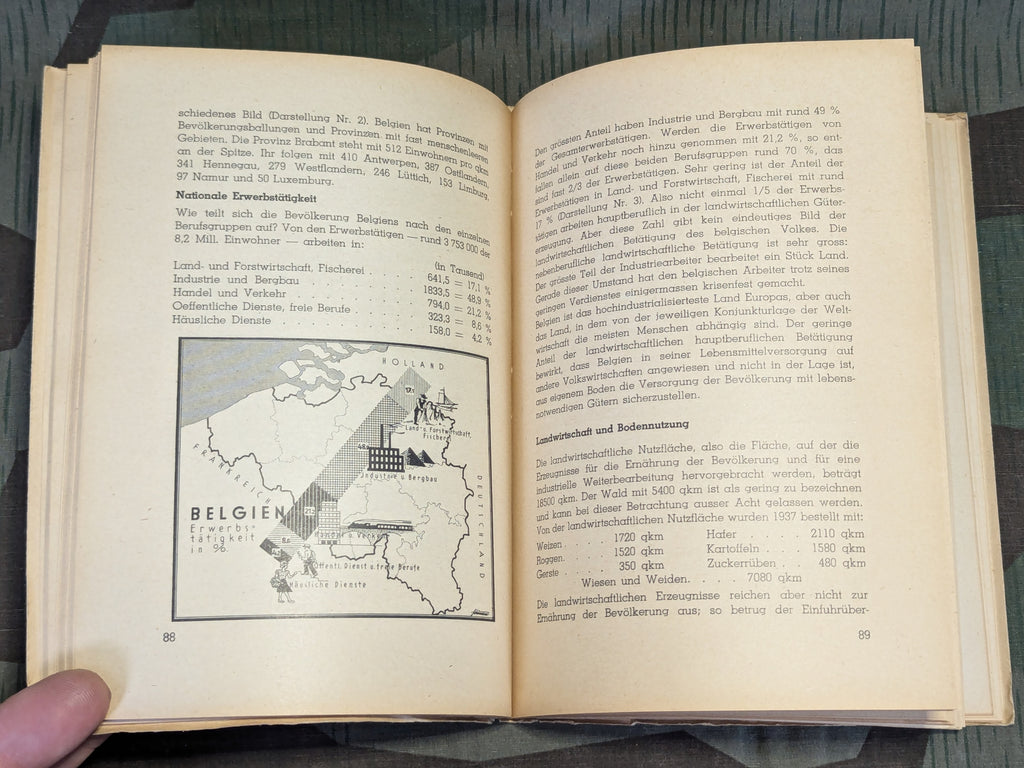 schiedenes Bild (Darstellung Nr. 2). Belgien hat Provinzen mit
Bevölkerungsballungen und Provinzen mit fast menschenleeren
Gebieten. Die Provinz Brabant steht mit 512 Einwohnern pro qkm
an der Spitze. Ihr folgen mit 410 Antwerpen, 387 Ostflandern,
341 Hennegau, 279 Westflandern, 246 Lüttich, 153 Limburg,
97 Namur und 50 Luxemburg.
Nationale Erwerbstätigkeit
Wie teilt sich die Bevölkerung Belgiens nach den einzelnen
Berufsgruppen auf? Von den Erwerbstätigen — rund 3 753 000 der
8,2 Mill. Einwohner — arbeiten in:
(in Tausend)
Land- und Forstwirtschaft, Fischerei . . . . 641,5 = 17,1 %
Industrie und Bergbau . . . . . . . 1833,5 = 48,9 %
Handel und Verkehr . . . . . . . 794,0 = 21,2 %
Oeffentliche Dienste, freie Berufe . . . . . 323,3 = 8,6 %
Häusliche Dienste . . . . . . . 158,0 = 4,2 %
HOLLAND
Land- u. Forstwirtschaft,
Fischerei
Industrie u. Bergbau
FRANKREICH
DEUTSCHLAND
BELGIEN
Erwerbs-
tätigkeit
in %
Handel u. Verkehr
Öffentl. Dienst u. freie Berufe
Häusliche Dienste
88
Den grössten Anteil haben Industrie und Bergbau mit rund 49 %
der Gesamterwerbstätigen. Werden die Erwerbstätigen von
Handel und Verkehr noch hinzu genommen mit 21,2 %, so ent-
fallen allein auf diese beiden Berufsgruppen rund 70 %, das
sind fast 2/3 der Erwerbstätigen. Sehr gering ist der Anteil der
Erwerbstätigen in Land- und Forstwirtschaft, Fischerei mit rund
17 % (Darstellung Nr. 3). Also nicht einmal 1/5 der Erwerbs-
tätigen arbeiten hauptberuflich in der landwirtschaftlichen Güter-
erzeugung. Aber diese Zahl gibt kein eindeutiges Bild der
landwirtschaftlichen Betätigung des belgischen Volkes. Die
nebenberufliche landwirtschaftliche Betätigung ist sehr gross:
Der grösste Teil der Industriearbeiter bearbeitet ein Stück Land.
Gerade dieser Umstand hat den belgischen Arbeiter trotz seines
geringen Verdienstes einigermassen krisenfest gemacht.
Belgien ist das hochindustrialisierteste Land Europas, aber auch
das Land, in dem von der jeweiligen Konjunkturlage der Welt-
wirtschaft die meisten Menschen abhängig sind. Der geringe
Anteil der landwirtschaftlichen hauptberuflichen Betätigung
bewirkt, dass Belgien in seiner Lebensmittelversorgung auf
andere Volkswirtschaften angewiesen und nicht in der Lage ist,
aus eigenem Boden die Versorgung der Bevölkerung mit lebens-
notwendigen Gütern sicherzustellen.
Landwirtschaft und Bodennutzung
Die landwirtschaftliche Nutzfläche, also die Fläche, auf der die
Erzeugnisse für die Ernährung der Bevölkerung und für eine
industrielle Weiterbearbeitung hervorgebracht werden, beträgt
18500 qkm. Der Wald mit 5400 qkm ist als gering zu bezeichnen
und kann bei dieser Betrachtung ausser Acht gelassen werden.
Von der landwirtschaftlichen Nutzfläche wurden 1937 bestellt mit:
Weizen . . . . 1720 qkm Hafer . . . . 2110 qkm
Roggen . . . . 1520 qkm Kartoffeln . . . 1580 qkm
Gerste . . . . 350 qkm Zuckerrüben . . 480 qkm
Wiesen und Weiden. . . . 7080 qkm
Die landwirtschaftlichen Erzeugnisse reichen aber nicht zur
Ernährung der Bevölkerung aus; so betrug der Einfuhrüber-
89